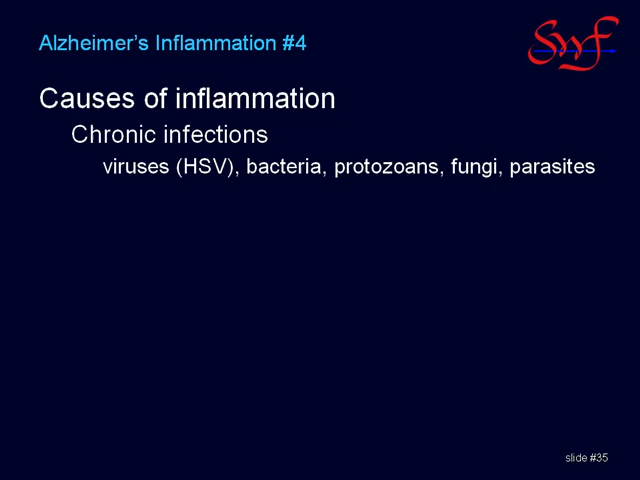 Alzheimer's Inflammation #4
SWF
Causes of inflammation
Chronic infections
viruses (HSV), bacteria, protozoans, fungi, parasites
slide #35